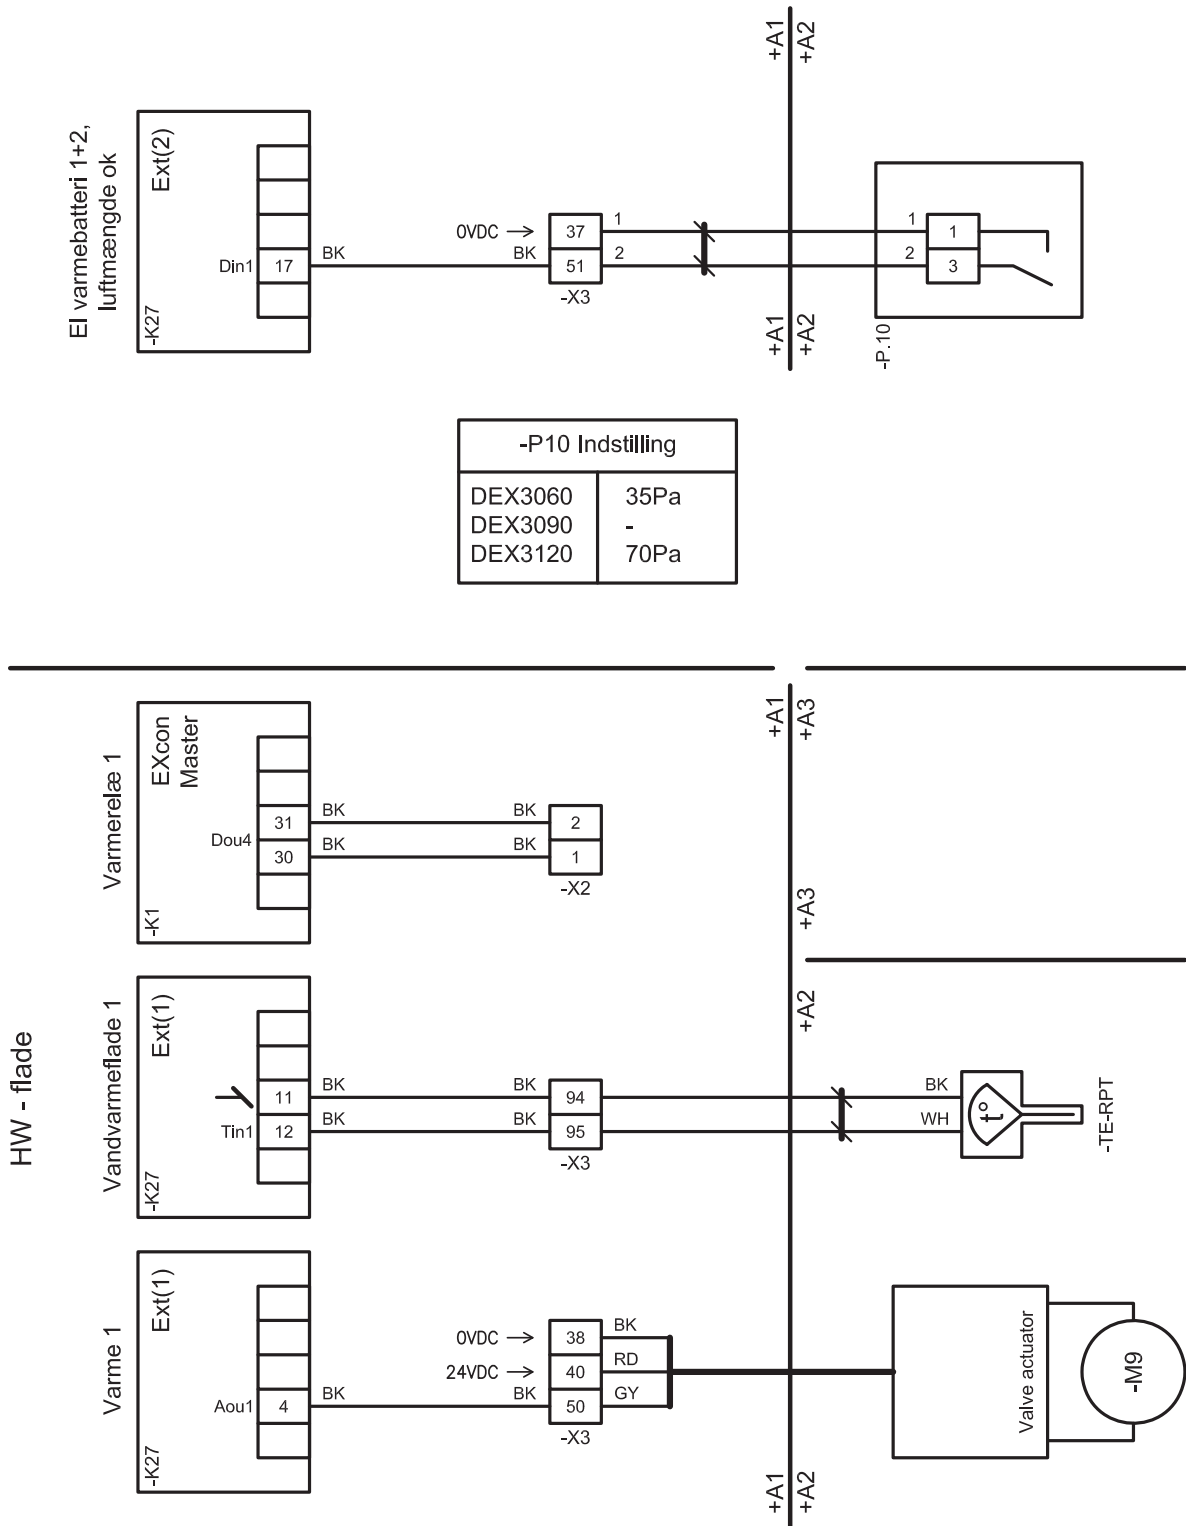 +A1
+A2
El varmebatteri 1+2,
luftmængde ok
Ext(2)
Din1
17
-K27
BK
0VDC →
BK
37
51
-X3
1
2
+A1
+A2
1
2
1
3
-P.10
-P10 Indstilling
DEX3060 35Pa
DEX3090 -
DEX3120 70Pa
HW - flade
Varmerelæ 1
EXcon
Master
Dou4
31
30
-K1
BK
BK
BK
BK
2
1
-X2
+A1
+A3
+A3
Vandvarmeflade 1
Ext(1)
Tin1
11
12
-K27
BK
BK
BK
BK
94
95
-X3
+A2
BK
WH
t°
-TE-RPT
Varme 1
Ext(1)
Aou1
4
-K27
BK
0VDC →
24VDC →
BK
38
40
50
-X3
BK
RD
GY
+A1
+A2
Valve actuator
-M9